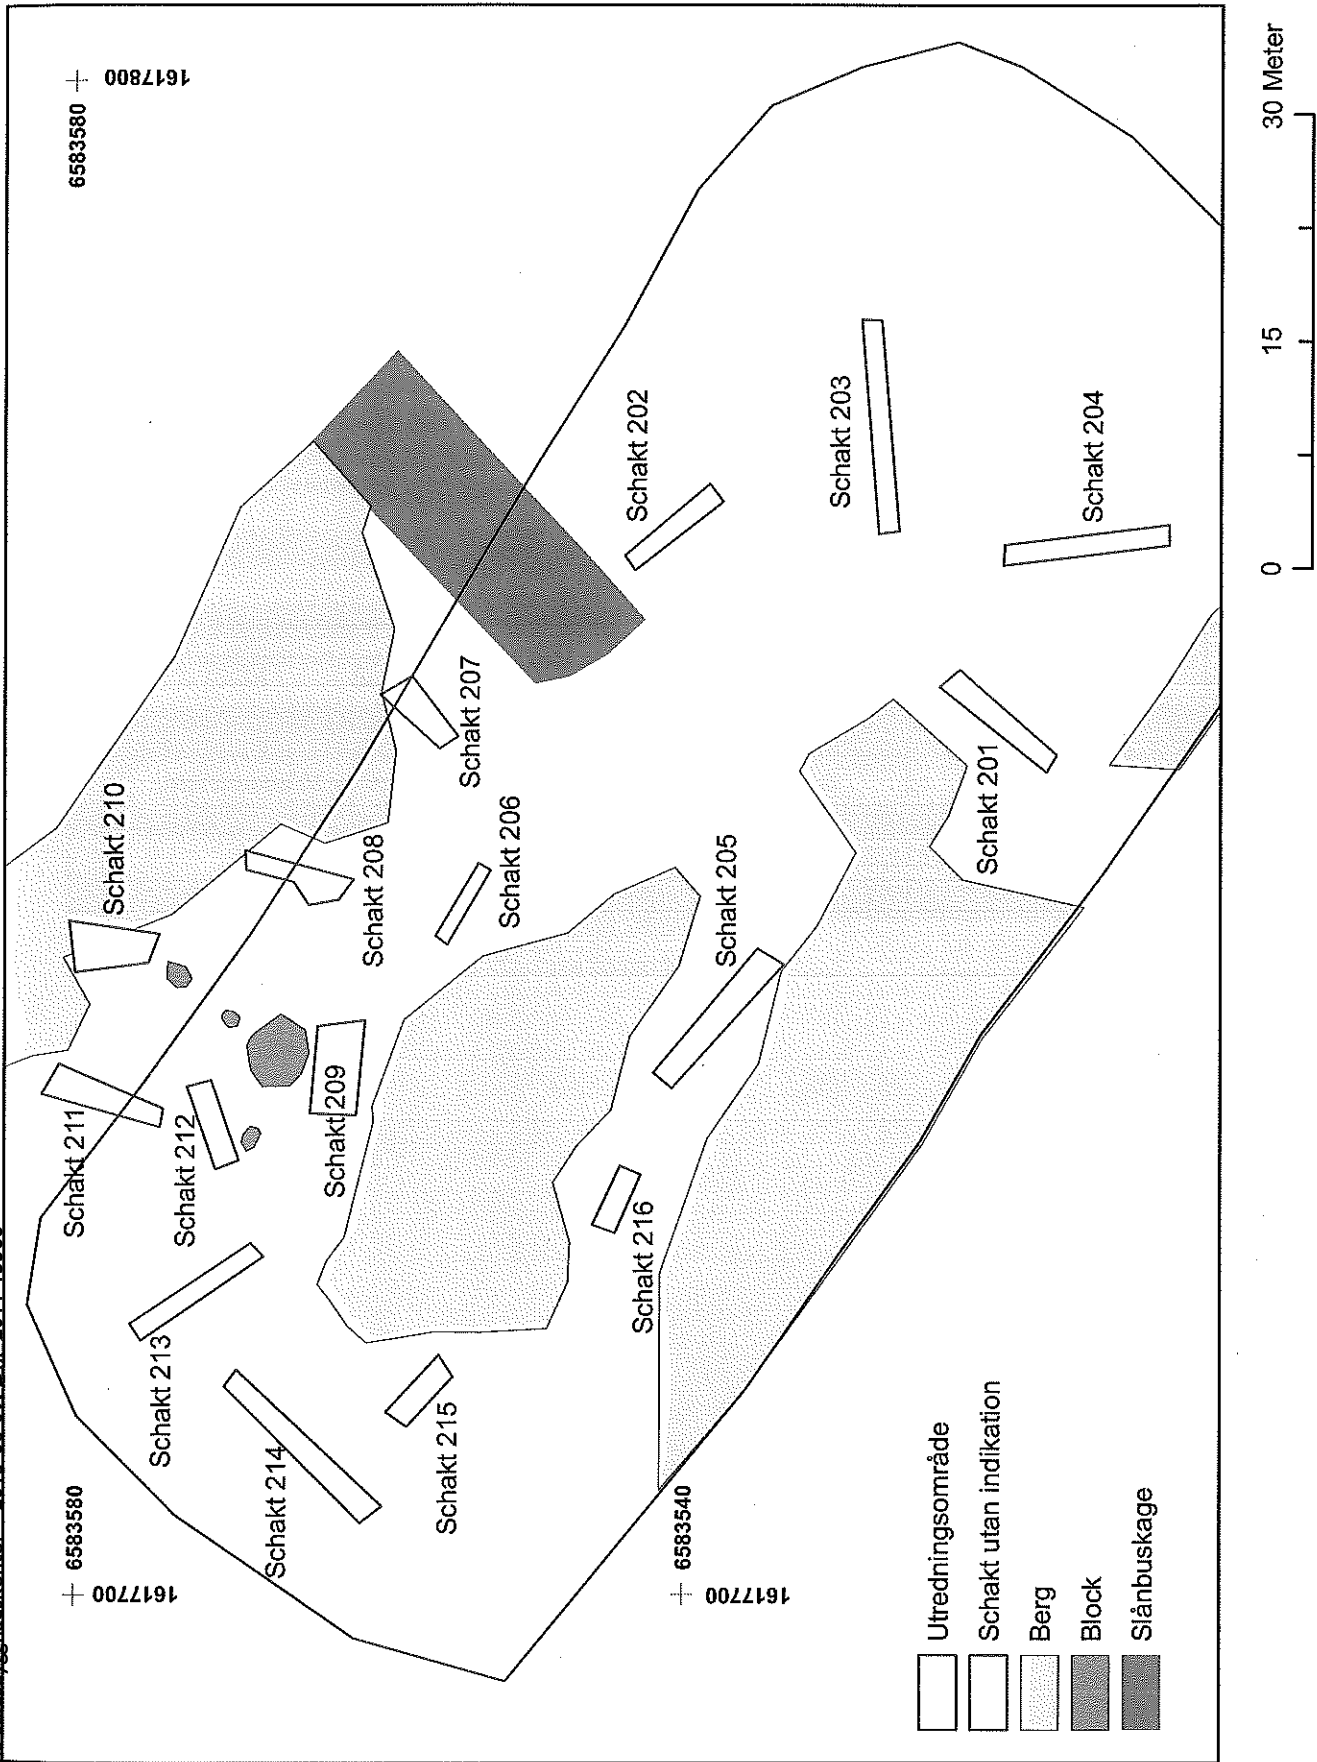 6583580
1617800
6583580
1617700
6583540
1617700
Schakt 210
Schakt 211
Schakt 212
Schakt 213
Schakt 214
Schakt 209
Schakt 208
Schakt 207
Schakt 206
Schakt 215
Schakt 216
Schakt 205
Schakt 202
Schakt 203
Schakt 204
Schakt 201
Utredningsområde
Schakt utan indikation
Berg
Block
Slånbuskage
0 15 30 Meter